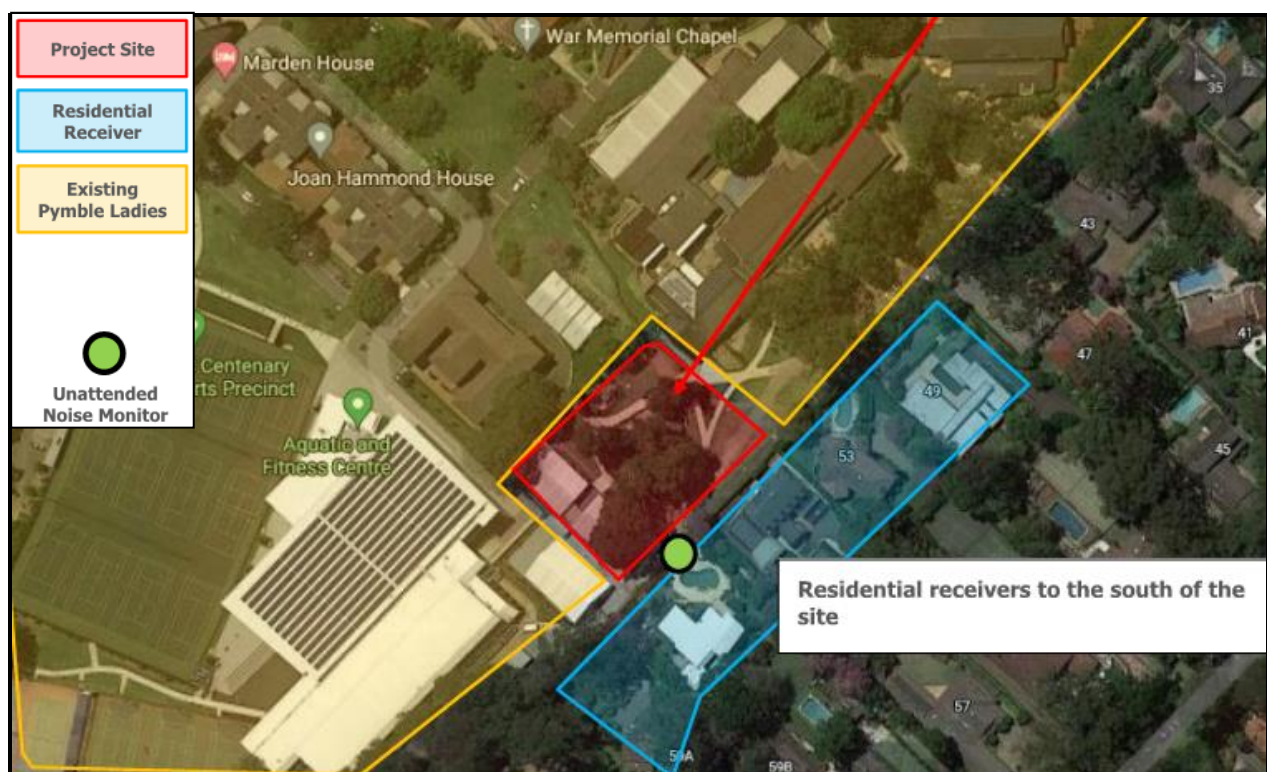 Project Site
Residential
Receiver
Existing
Pymble Ladies
Unattended
Noise Monitor
War Memorial Chapel
Marden House
Joan Hammond House
Centenary
rts Precinct
Aquatic and
Fitness Centre
35
43
41
47
49
45
53
Residential receivers to the south of the
site
57
59A
59B